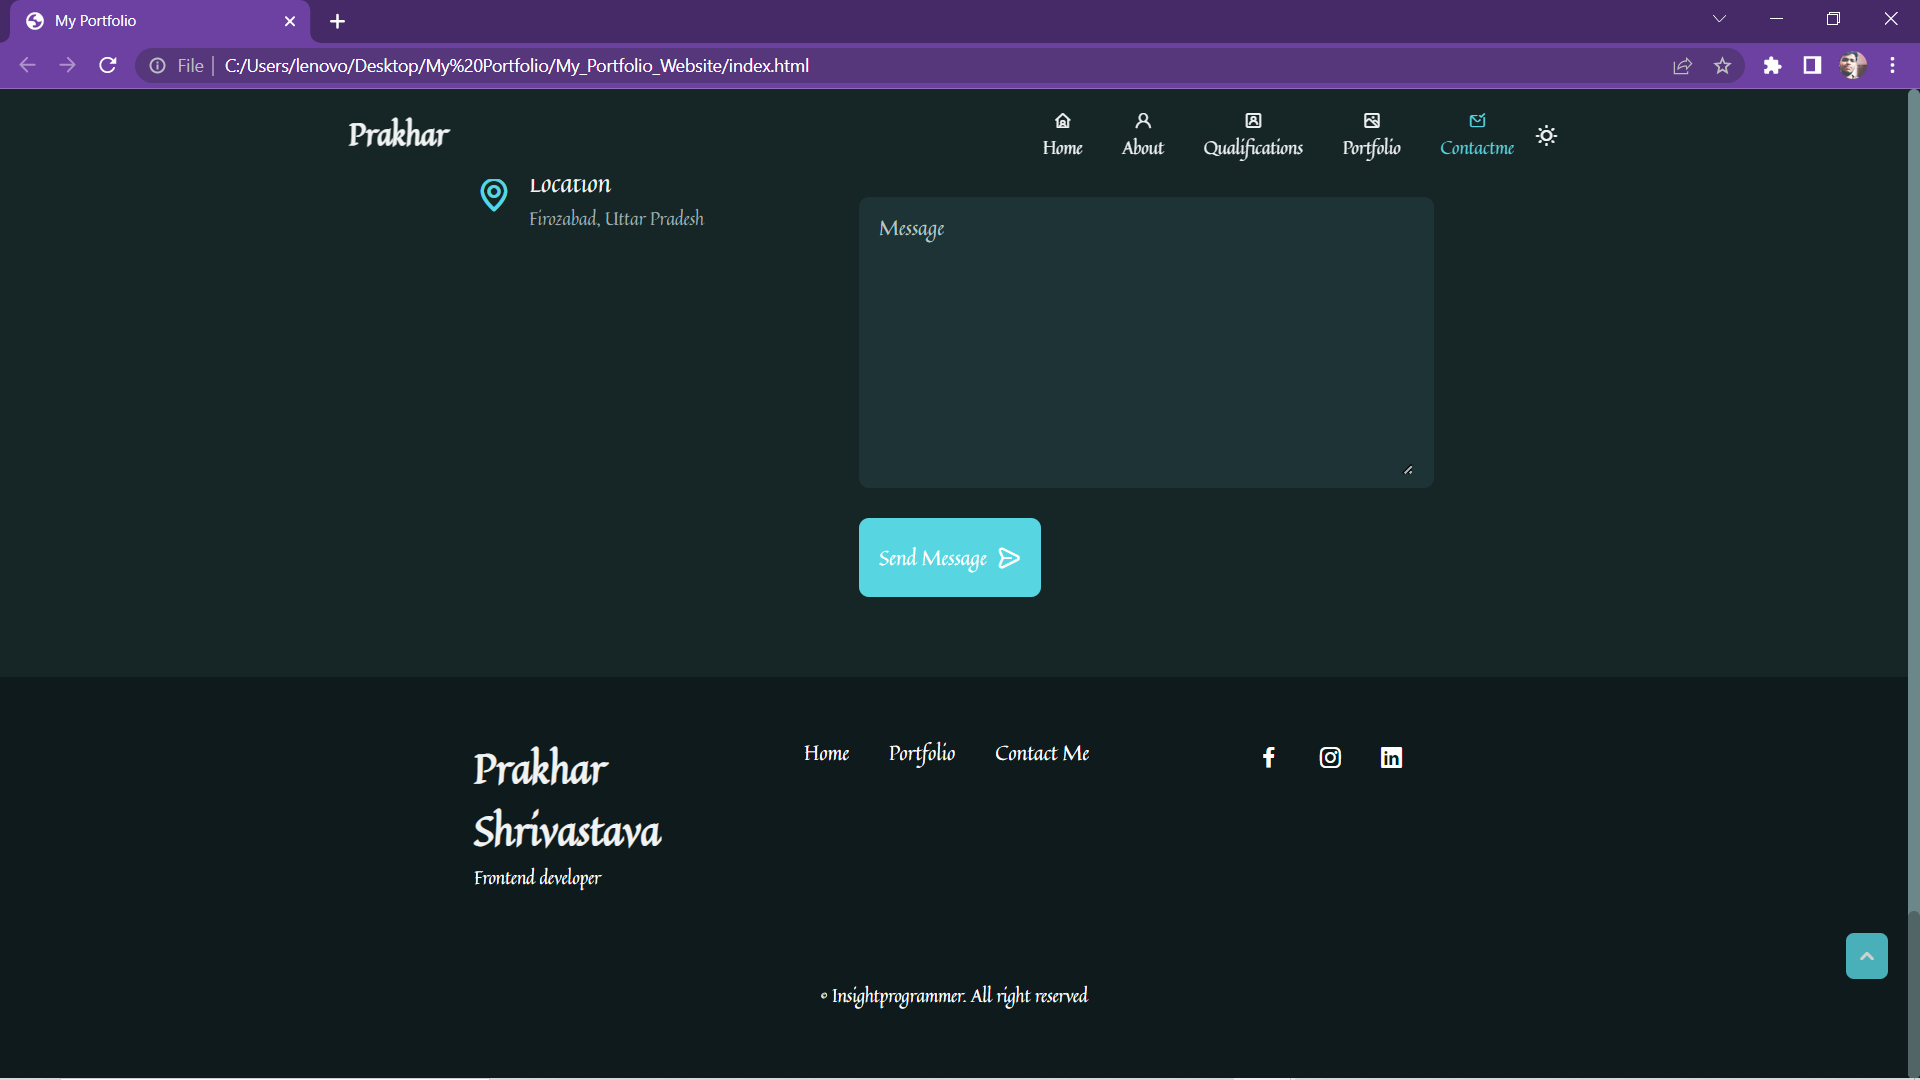 My Portfolio
File | C:/Users/lenovo/Desktop/My%20Portfolio/My_Portfolio_Website/index.html
Prakhar
Home
About
Qualifications
Portfolio
Contactme
Location
Firozabad, Uttar Pradesh
Message
Send Message
Prakhar
Shrivastava
Frontend developer
Home
Portfolio
Contact Me
© Insightprogrammer. All right reserved